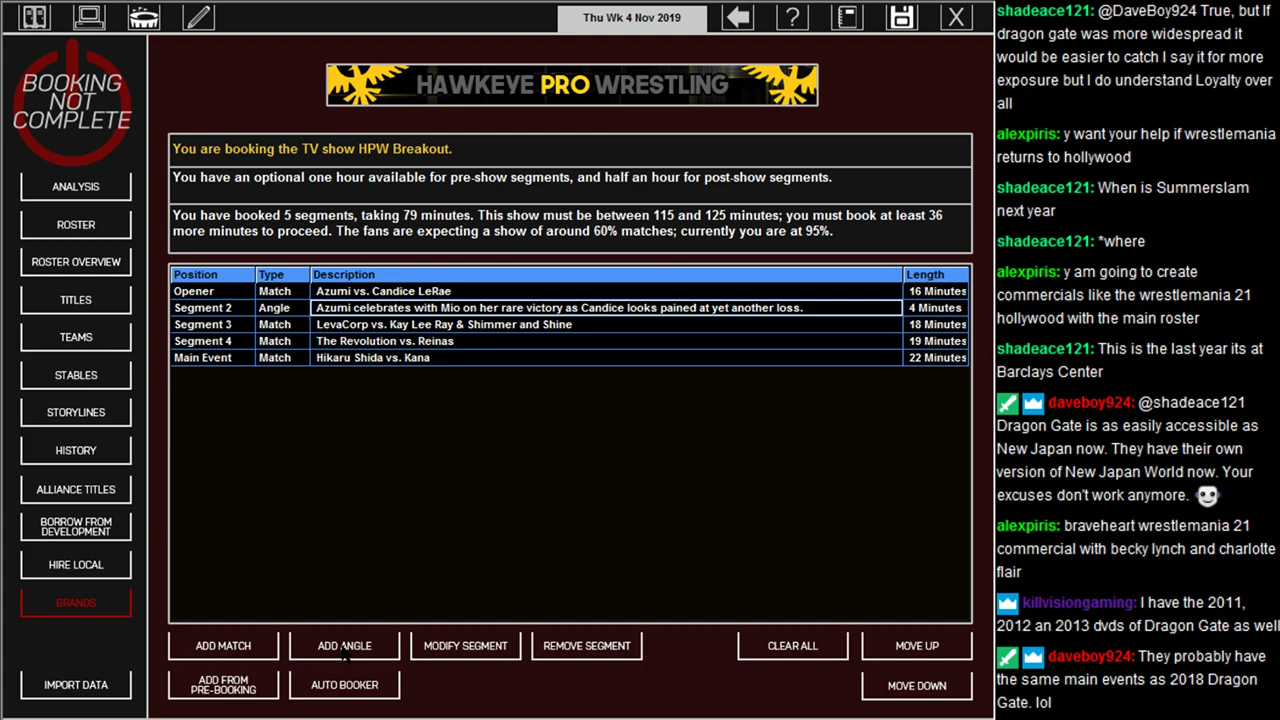 Thu Wk 4 Nov 2019
?
X
BOOKING
NOT
COMPLETE
HAWKEYE PRO WRESTLING
You are booking the TV show HPW Breakout.
You have an optional one hour available for pre-show segments, and half an hour for post-show segments.
You have booked 5 segments, taking 79 minutes. This show must be between 115 and 125 minutes; you must book at least 36
more minutes to proceed. The fans are expecting a show of around 60% matches; currently you are at 95%.
ANALYSIS
ROSTER
ROSTER OVERVIEW
TITLES
TEAMS
STABLES
STORYLINES
HISTORY
ALLIANCE TITLES
BORROW FROM
DEVELOPMENT
HIRE LOCAL
BRANDS
IMPORT DATA
Position Type Description Length
Opener Match Azumi vs. Candice LeRae 16 Minutes
Segment 2 Angle Azumi celebrates with Mio on her rare victory as Candice looks pained at yet another loss. 4 Minutes
Segment 3 Match LevaCorp vs. Kay Lee Ray & Shimmer and Shine 18 Minutes
Segment 4 Match The Revolution vs. Reinas 19 Minutes
Main Event Match Hikaru Shida vs. Kana 22 Minutes
ADD MATCH
ADD ANGLE
MODIFY SEGMENT
REMOVE SEGMENT
CLEAR ALL
MOVE UP
ADD FROM
PRE-BOOKING
AUTO BOOKER
MOVE DOWN
shadeace121: @DaveBoy924 True, but If
dragon gate was more widespread it
would be easier to catch I say it for more
exposure but I do understand Loyalty over
all
alexpiris: y want your help if wrestlemania
returns to hollywood
shadeace121: When is Summerslam
next year
shadeace121: *where
alexpiris: y am going to create
commercials like the wrestlemania 21
hollywood with the main roster
shadeace121: This is the last year its at
Barclays Center
daveboy924: @shadeace121
Dragon Gate is as easily accessible as
New Japan now. They have their own
version of New Japan World now. Your
excuses don't work anymore.
alexpiris: braveheart wrestlemania 21
commercial with becky lynch and charlotte
flair
killvisiongaming: I have the 2011,
2012 an 2013 dvds of Dragon Gate as well
daveboy924: They probably have
the same main events as 2018 Dragon
Gate. lol